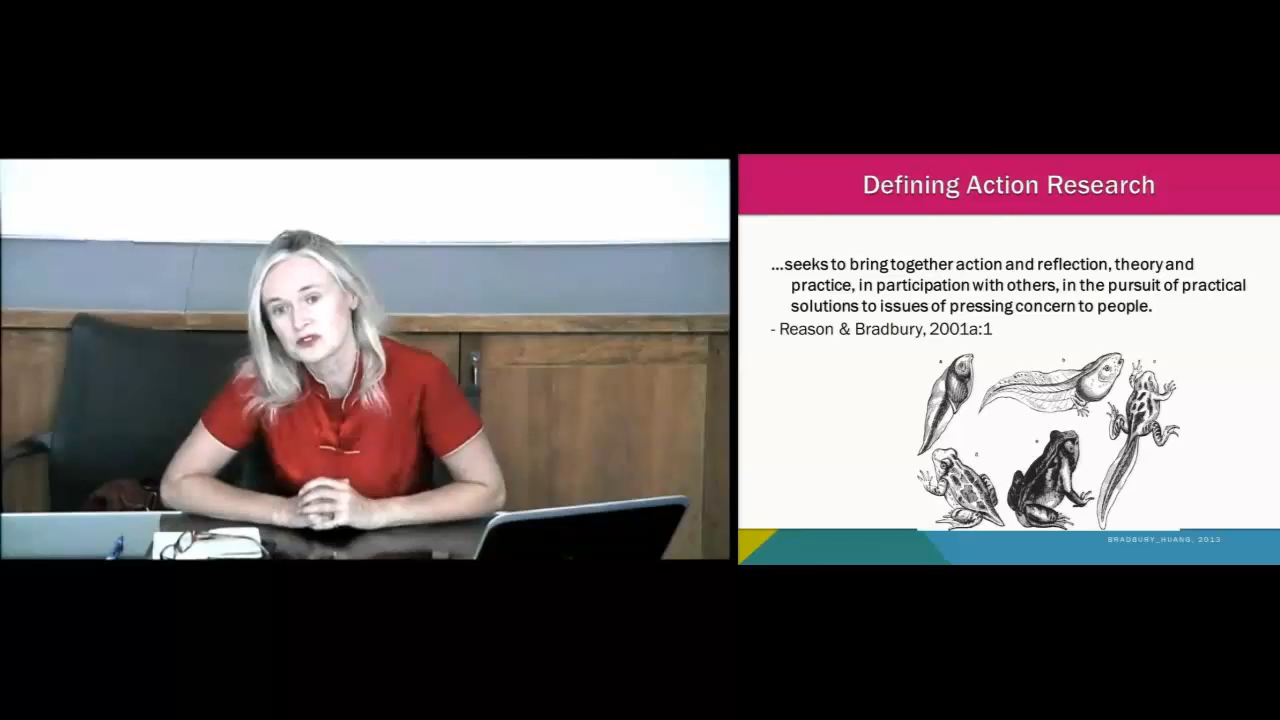 Defining Action Research
…seeks to bring together action and reflection, theory and
practice, in participation with others, in the pursuit of practical
solutions to issues of pressing concern to people.
- Reason & Bradbury, 2001a:1
BRADBURY_HUANG, 2013